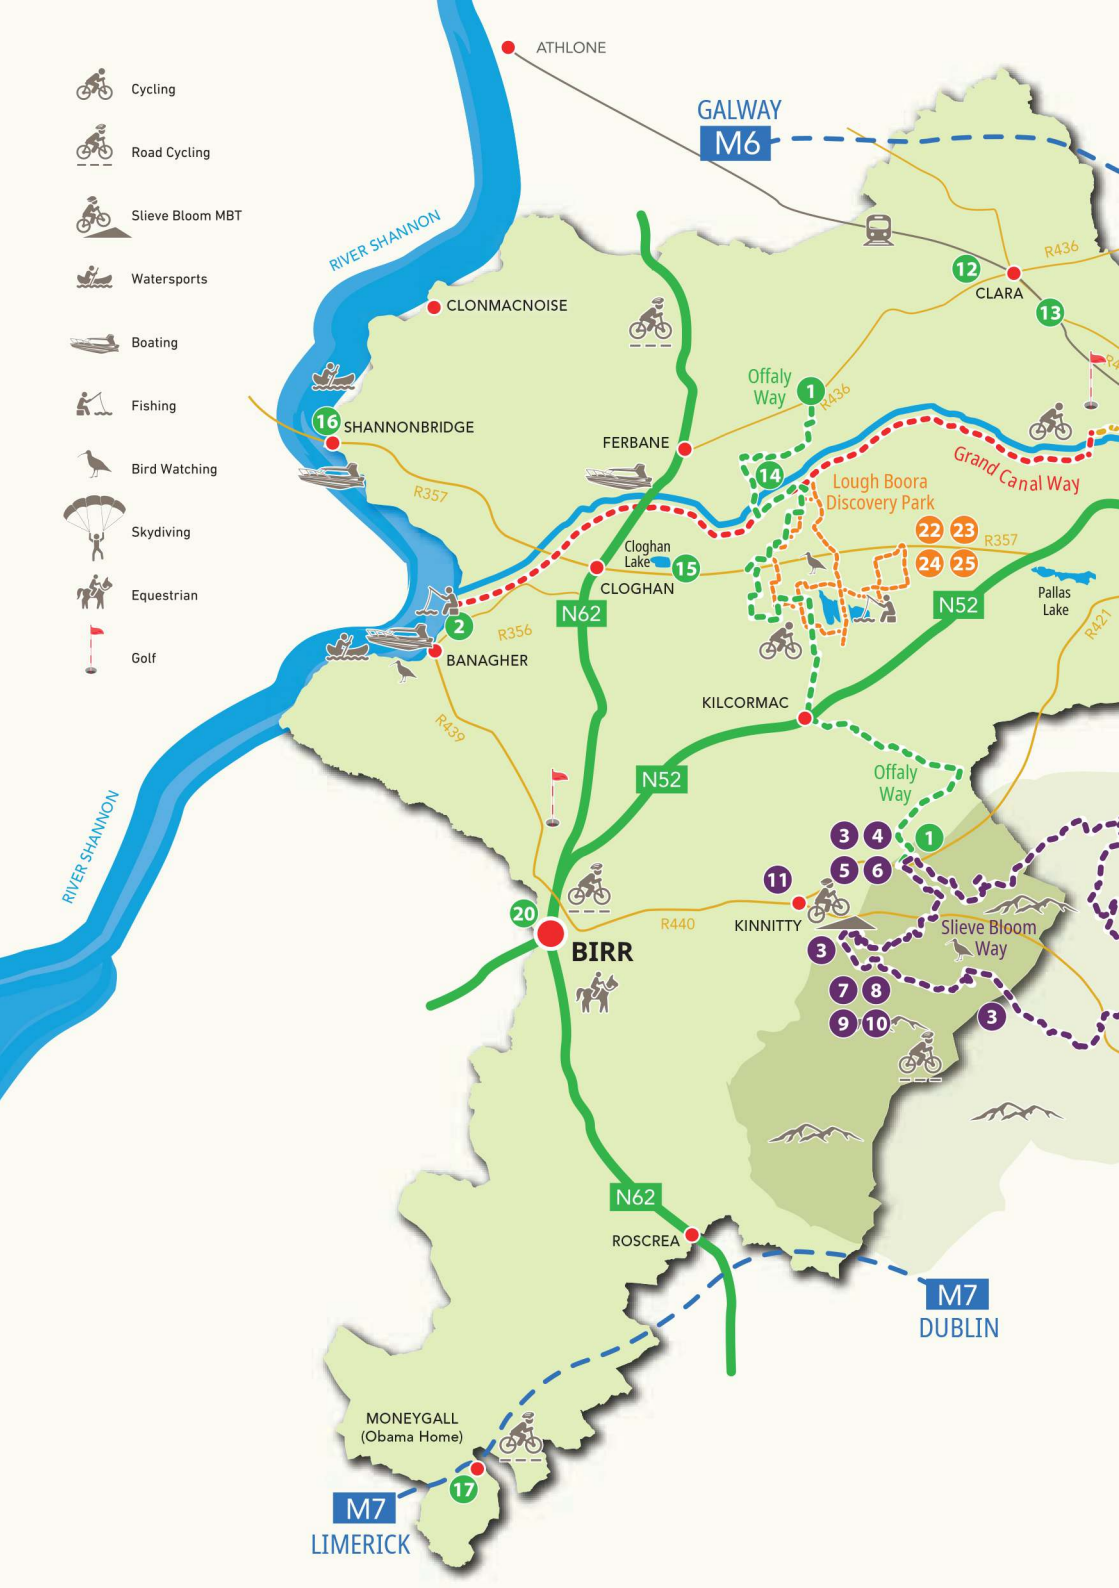 ATHLONE
Cycling
Road Cycling
Slieve Bloom MBT
Watersports
Boating
Fishing
Bird Watching
Skydiving
Equestrian
Golf
GALWAY
M6
RIVER SHANNON
CLONMACNOISE
12
R436
CLARA
13
Offaly
Way
1
R436
16
SHANNONBRIDGE
FERBANE
R357
14
Grand Canal Way
Lough Boora
Discovery Park
22 23
R357
24 25
Cloghan
Lake
15
CLOGHAN
N62
N52
Pallas
Lake
R421
2
R356
BANAGHER
R439
KILCORMAC
N52
Offaly
Way
RIVER SHANNON
3 4
1
5 6
11
KINNITTY
R440
20
BIRR
Slieve Bloom
Way
3
7 8
9 10
3
N62
ROSCREA
M7
DUBLIN
MONEYGALL
(Obama Home)
17
M7
LIMERICK